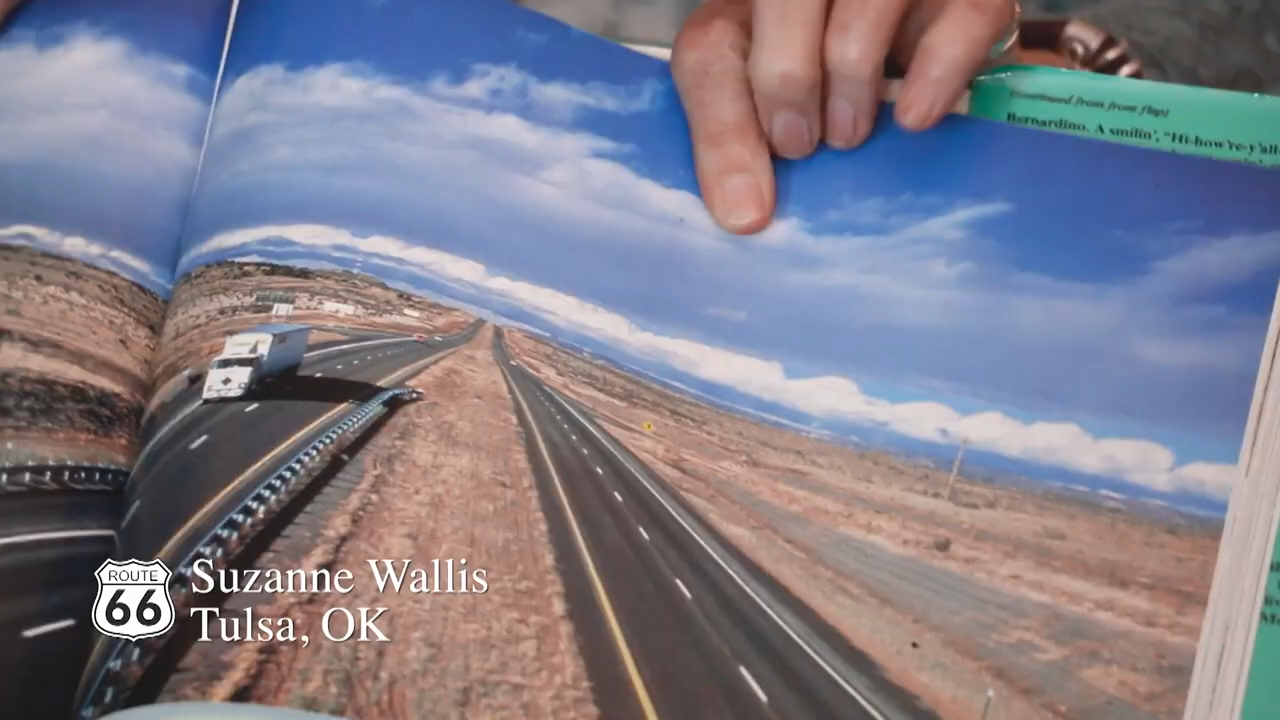 (continued from front flap)
Bernardino. A smilin', "Hi-how're-y'all-
ROUTE
66
Suzanne Wallis
Tulsa, OK